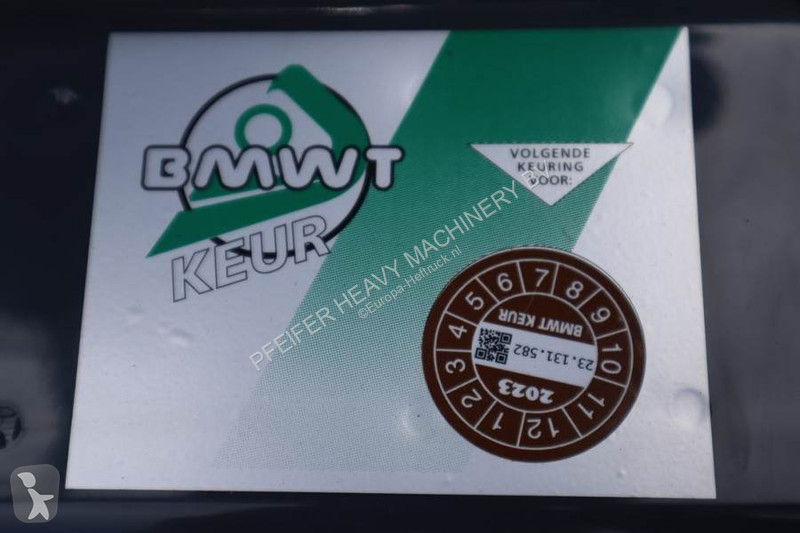 BMWT
KEUR
VOLGENDE
KEURING
VOOR:
PFEIFER HEAVY MACHINERY
©Europa-Heftruck.nl
1 2 3 4 5 6 7 8 9 10 11 12
BMWT KEUR
23.131.582
2023